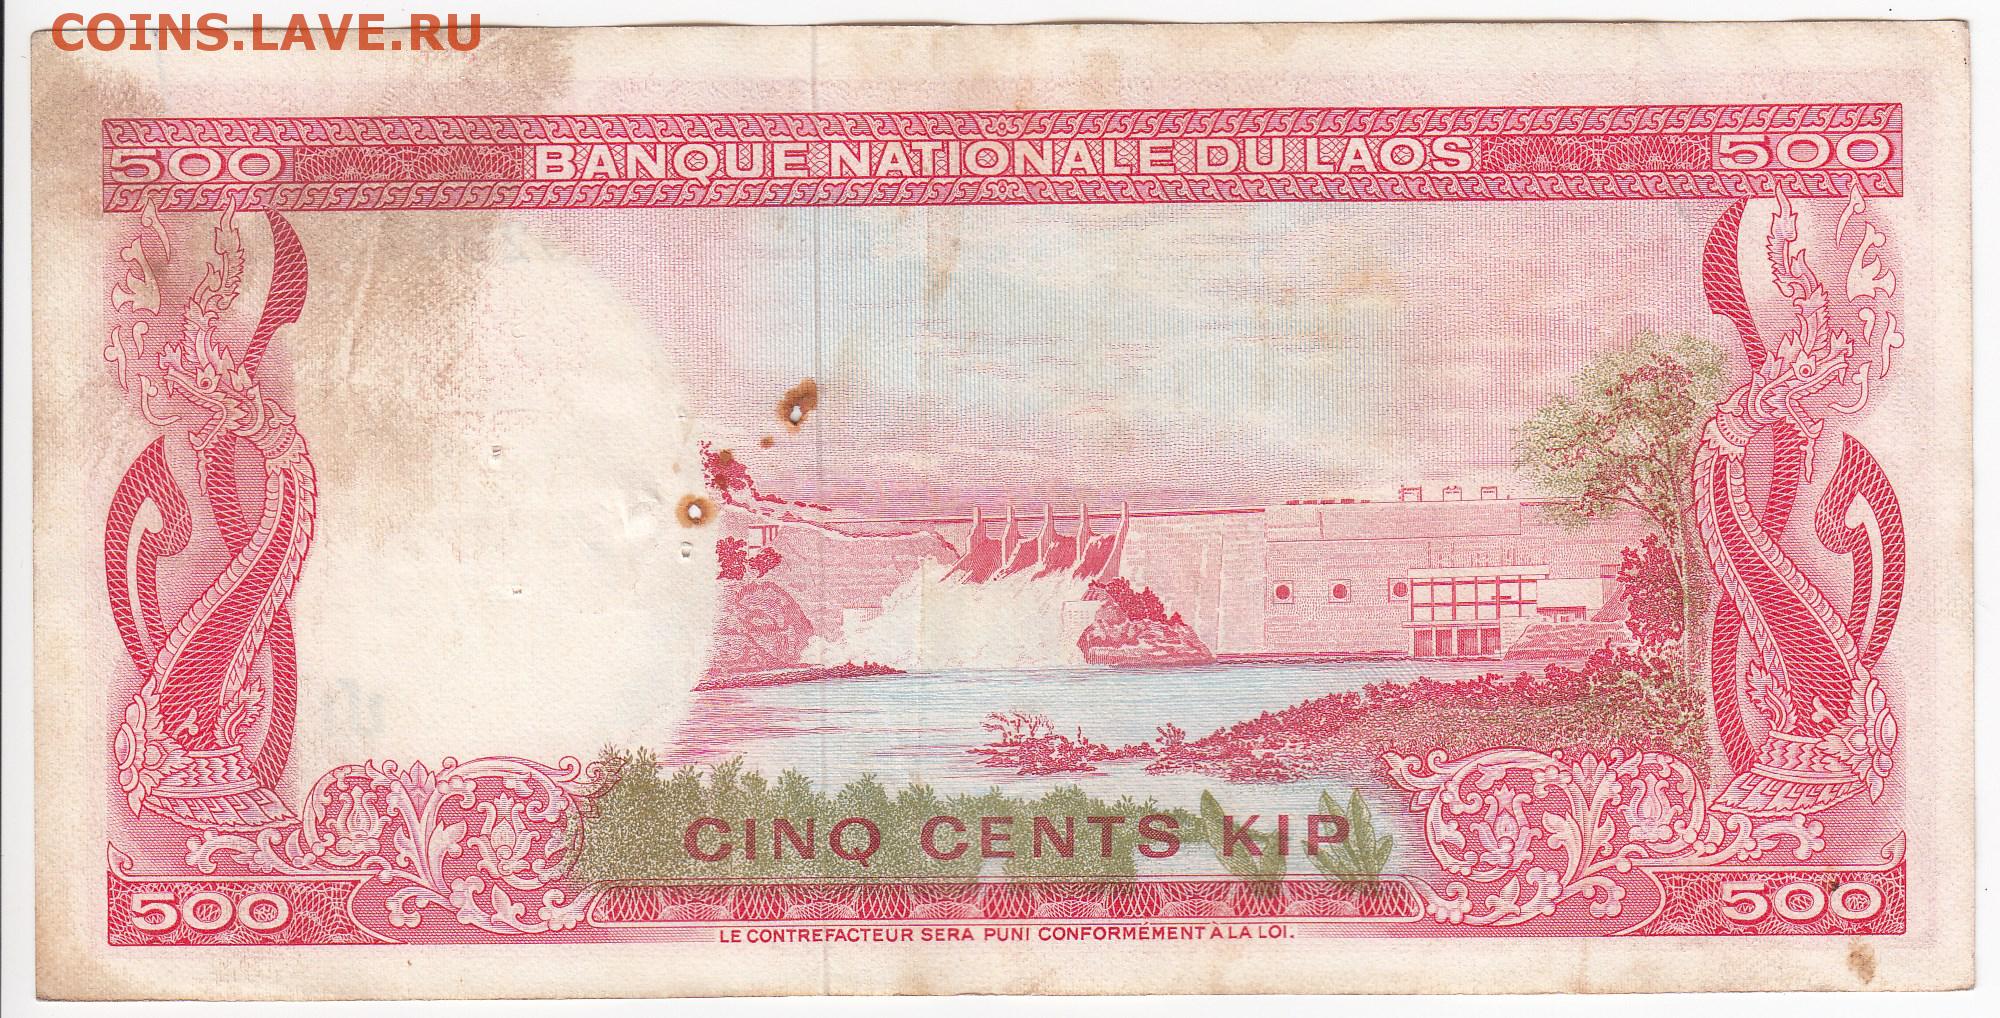 COINS.LAVE.RU
500 BANQUE NATIONALE DU LAOS 500
CINQ CENTS KIP
500 500
LE CONTREFACTEUR SERA PUNI CONFORMÉMENT À LA LOI.